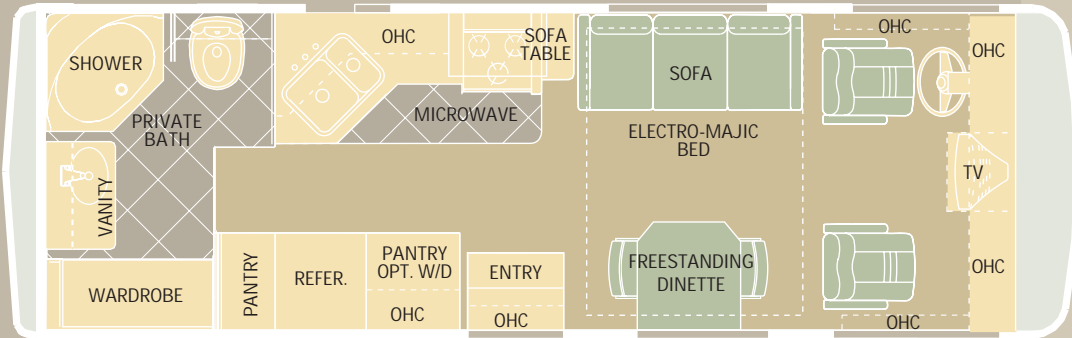 SHOWER
PRIVATE
BATH
VANITY
WARDROBE
OHC
SOFA
TABLE
MICROWAVE
PANTRY
REFER.
PANTRY
OPT. W/D
OHC
ENTRY
OHC
SOFA
ELECTRO-MAJIC
BED
FREESTANDING
DINETTE
OHC
OHC
TV
OHC
OHC